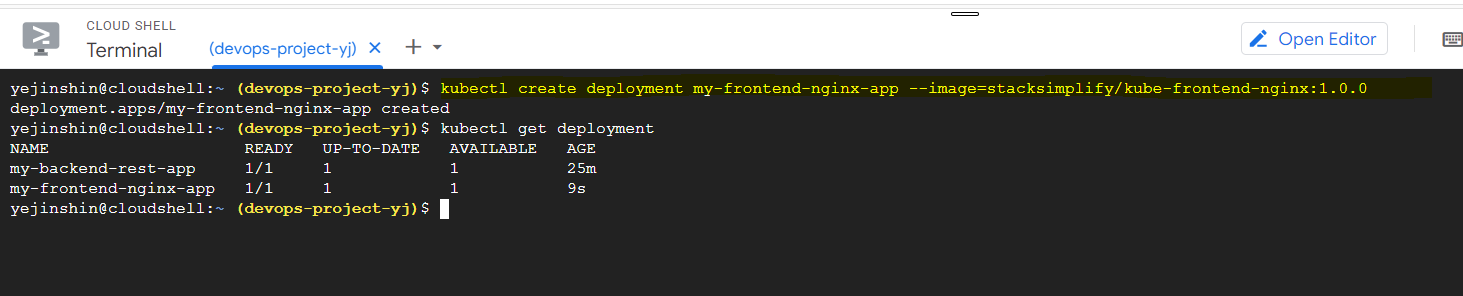 CLOUD SHELL
Terminal
(devops-project-yj) × + ▾
Open Editor
yejinshin@cloudshell:~ (devops-project-yj)$ kubectl create deployment my-frontend-nginx-app --image=stacksimplify/kube-frontend-nginx:1.0.0
deployment.apps/my-frontend-nginx-app created
yejinshin@cloudshell:~ (devops-project-yj)$ kubectl get deployment
NAME READY UP-TO-DATE AVAILABLE AGE
my-backend-rest-app 1/1 1 1 25m
my-frontend-nginx-app 1/1 1 1 9s
yejinshin@cloudshell:~ (devops-project-yj)$